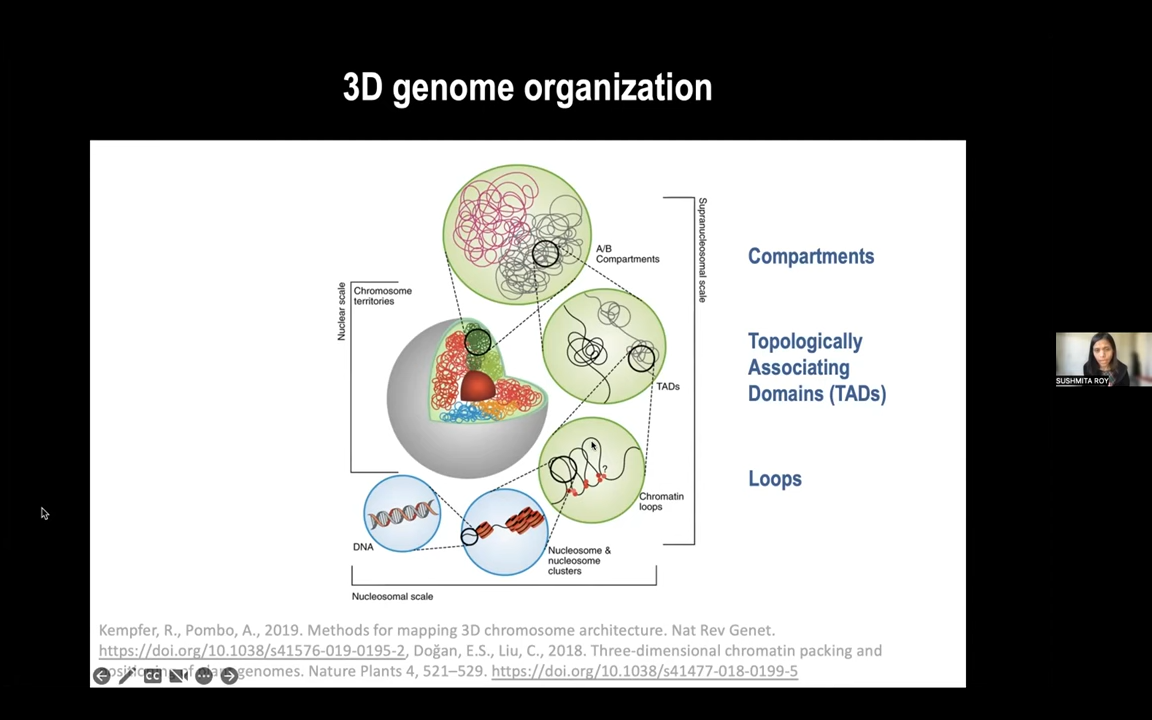 3D genome organization
A/B
Compartments
Supranucleosomal scale
Compartments
Nuclear scale
Chromosome
territories
Topologically
Associating
Domains (TADs)
TADs
Loops
?
Chromatin
loops
DNA
Nucleosome &
nucleosome
clusters
Nucleosomal scale
SUSHMITA ROY
Kempfer, R., Pombo, A., 2019. Methods for mapping 3D chromosome architecture. Nat Rev Genet.
https://doi.org/10.1038/s41576-019-0195-2, Doğan, E.S., Liu, C., 2018. Three-dimensional chromatin packing and
genomes. Nature Plants 4, 521–529. https://doi.org/10.1038/s41477-018-0199-5
CC